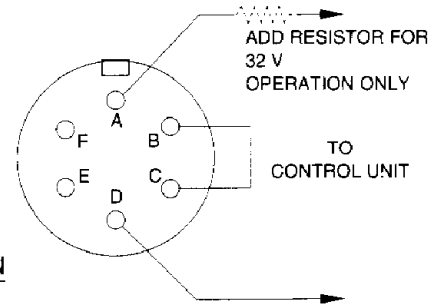 ADD RESISTOR FOR
32 V
OPERATION ONLY
A
F
B
TO
CONTROL UNIT
E
C
D
N